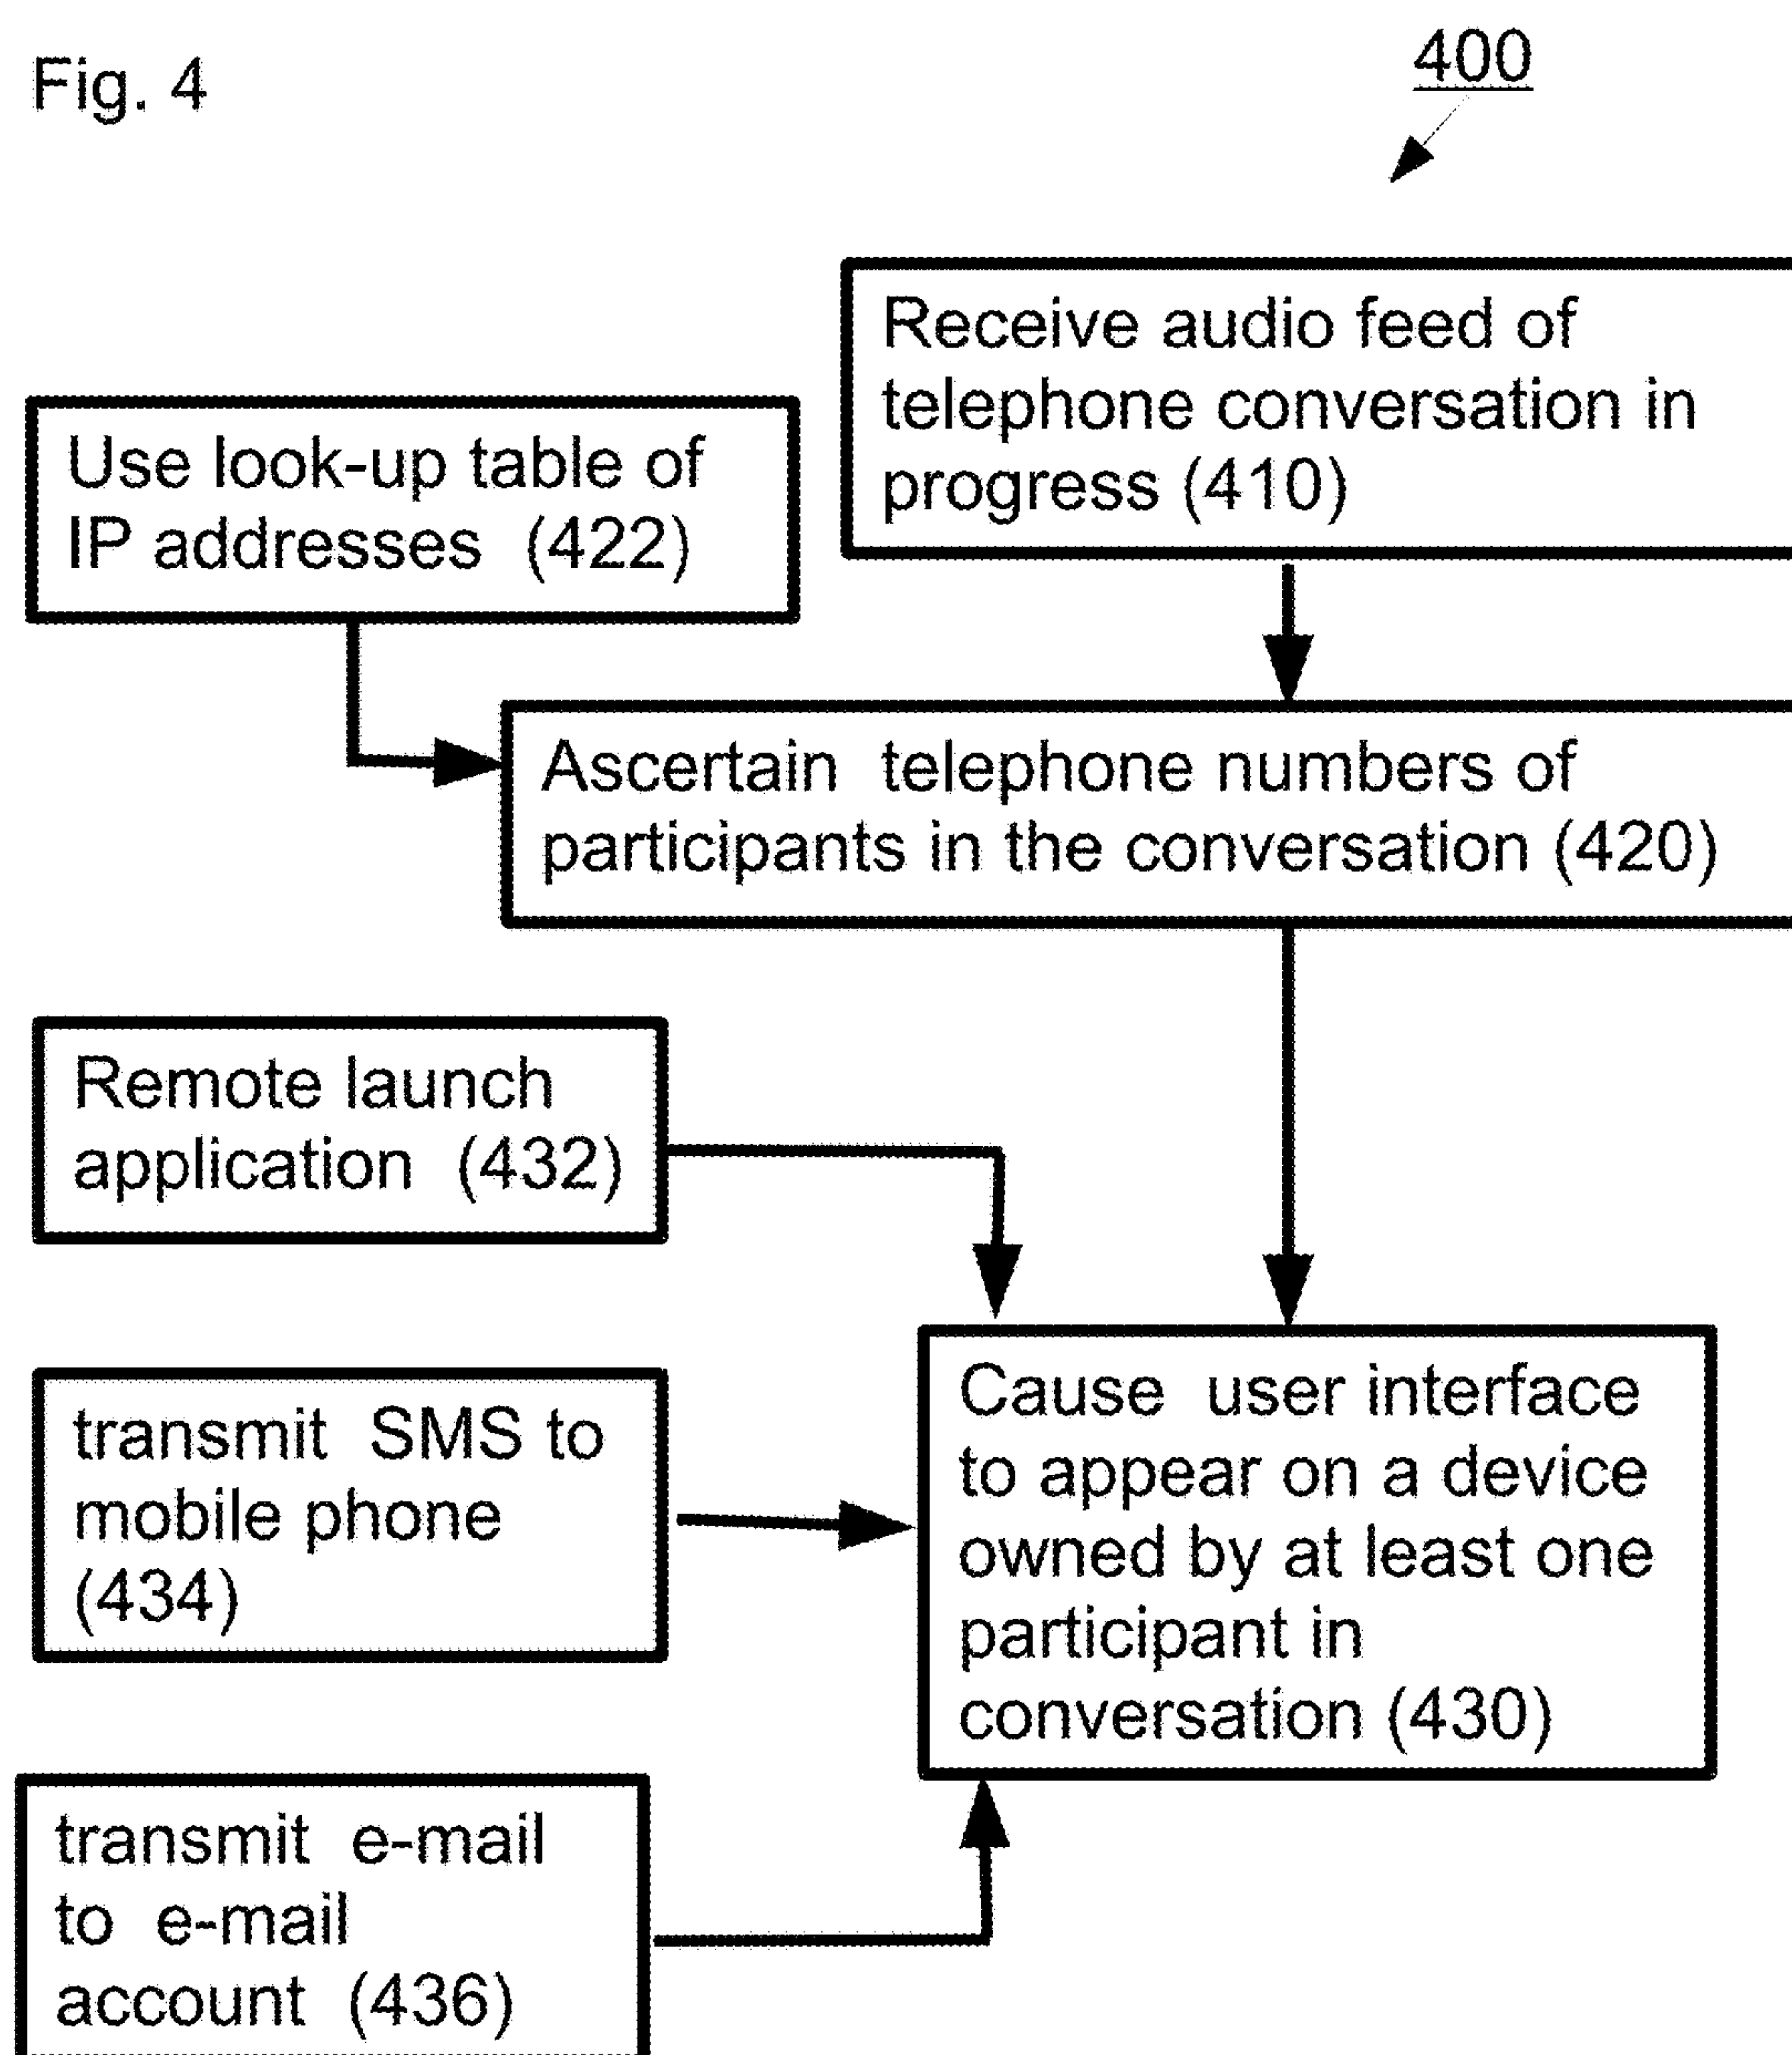 Fig. 4
400
Receive audio feed of
telephone conversation in
progress (410)
Use look-up table of
IP addresses (422)
Ascertain telephone numbers of
participants in the conversation (420)
Remote launch
application (432)
transmit SMS to
mobile phone
(434)
Cause user interface
to appear on a device
owned by at least one
participant in
conversation (430)
transmit e-mail
to e-mail
account (436)